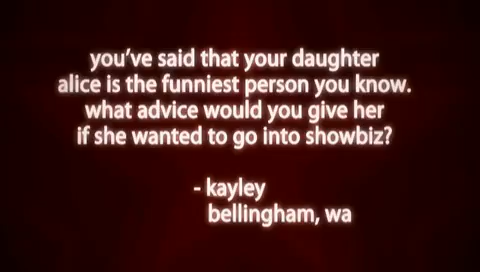 you've said that your daughter
alice is the funniest person you know.
what advice would you give her
if she wanted to go into showbiz?
- kayley
bellingham, wa